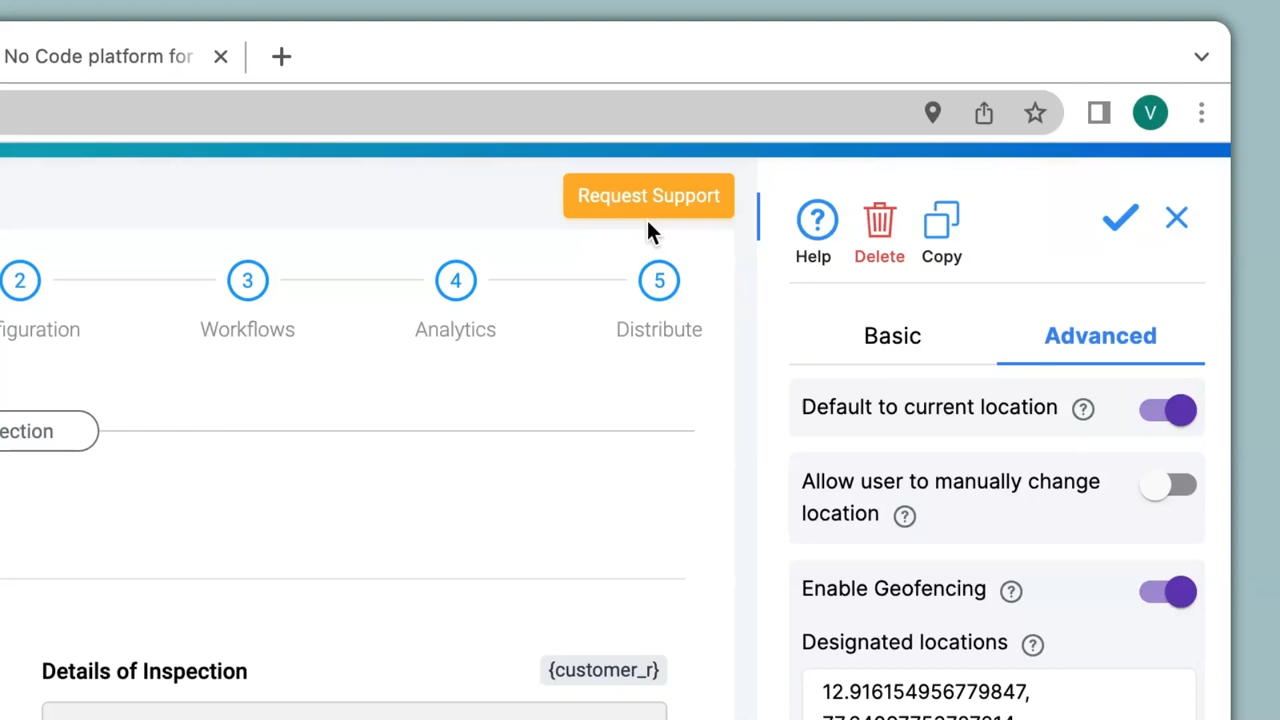 No Code platform for
V
Request Support
?
Help
Delete
Copy
2
3
4
5
figuration
Workflows
Analytics
Distribute
Basic
Advanced
Default to current location ?
ection
Allow user to manually change
location ?
Enable Geofencing ?
Designated locations ?
Details of Inspection
{customer_r}
12.916154956779847,